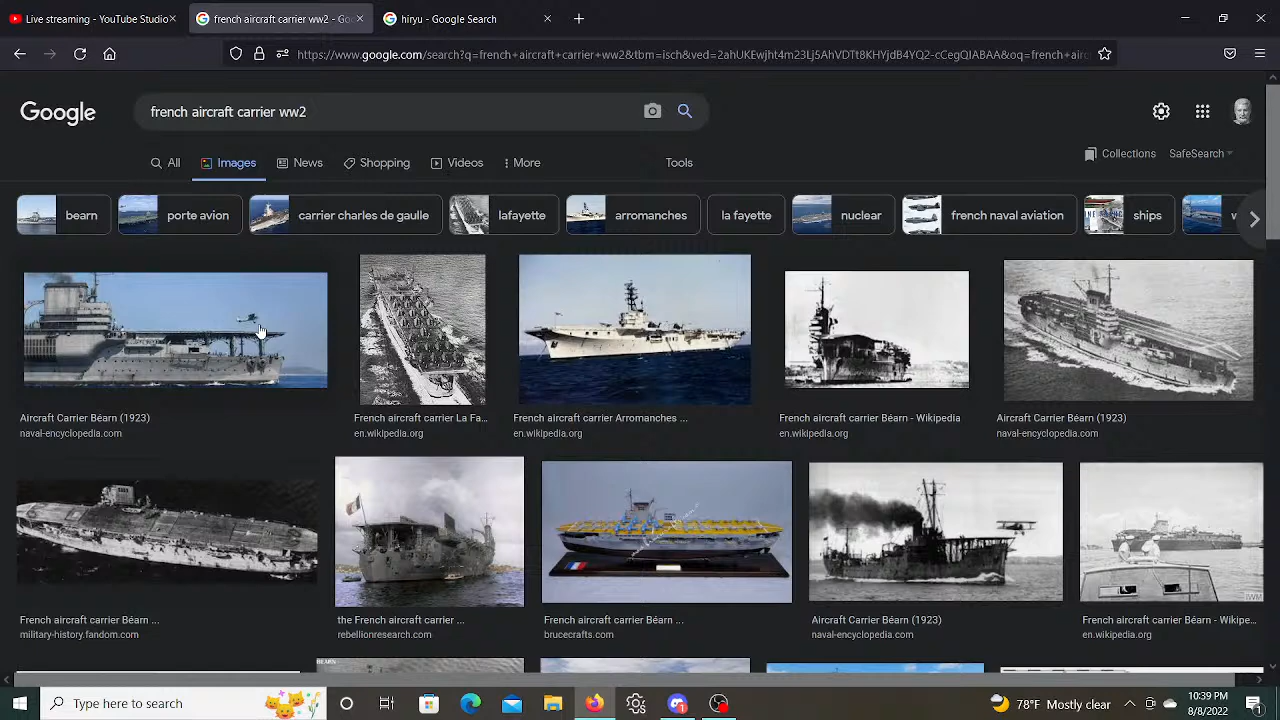 Live streaming - YouTube Studio
french aircraft carrier ww2 - Go
hiryu - Google Search
https://www.google.com/search?q=french+aircraft+carrier+ww2&tbm=isch&ved=2ahUKEwjht4m23Lj5AhVDTt8KHYjdB4YQ2-cCegQIABAA&oq=french+airc
Google
french aircraft carrier ww2
All
Images
News
Shopping
Videos
More
Tools
Collections
SafeSearch
bearn
porte avion
carrier charles de gaulle
lafayette
arromanches
la fayette
nuclear
french naval aviation
ships
w
Aircraft Carrier Béarn (1923)
naval-encyclopedia.com
French aircraft carrier La Fa...
en.wikipedia.org
French aircraft carrier Arromanches ...
en.wikipedia.org
French aircraft carrier Béarn - Wikipedia
en.wikipedia.org
Aircraft Carrier Béarn (1923)
naval-encyclopedia.com
IWM
French aircraft carrier Béarn ...
military-history.fandom.com
the French aircraft carrier ...
rebellionresearch.com
French aircraft carrier Béarn ...
brucecrafts.com
Aircraft Carrier Béarn (1923)
naval-encyclopedia.com
French aircraft carrier Béarn - Wikipe...
en.wikipedia.org
BEARN
Type here to search
1
78°F Mostly clear
10:39 PM
8/8/2022
1